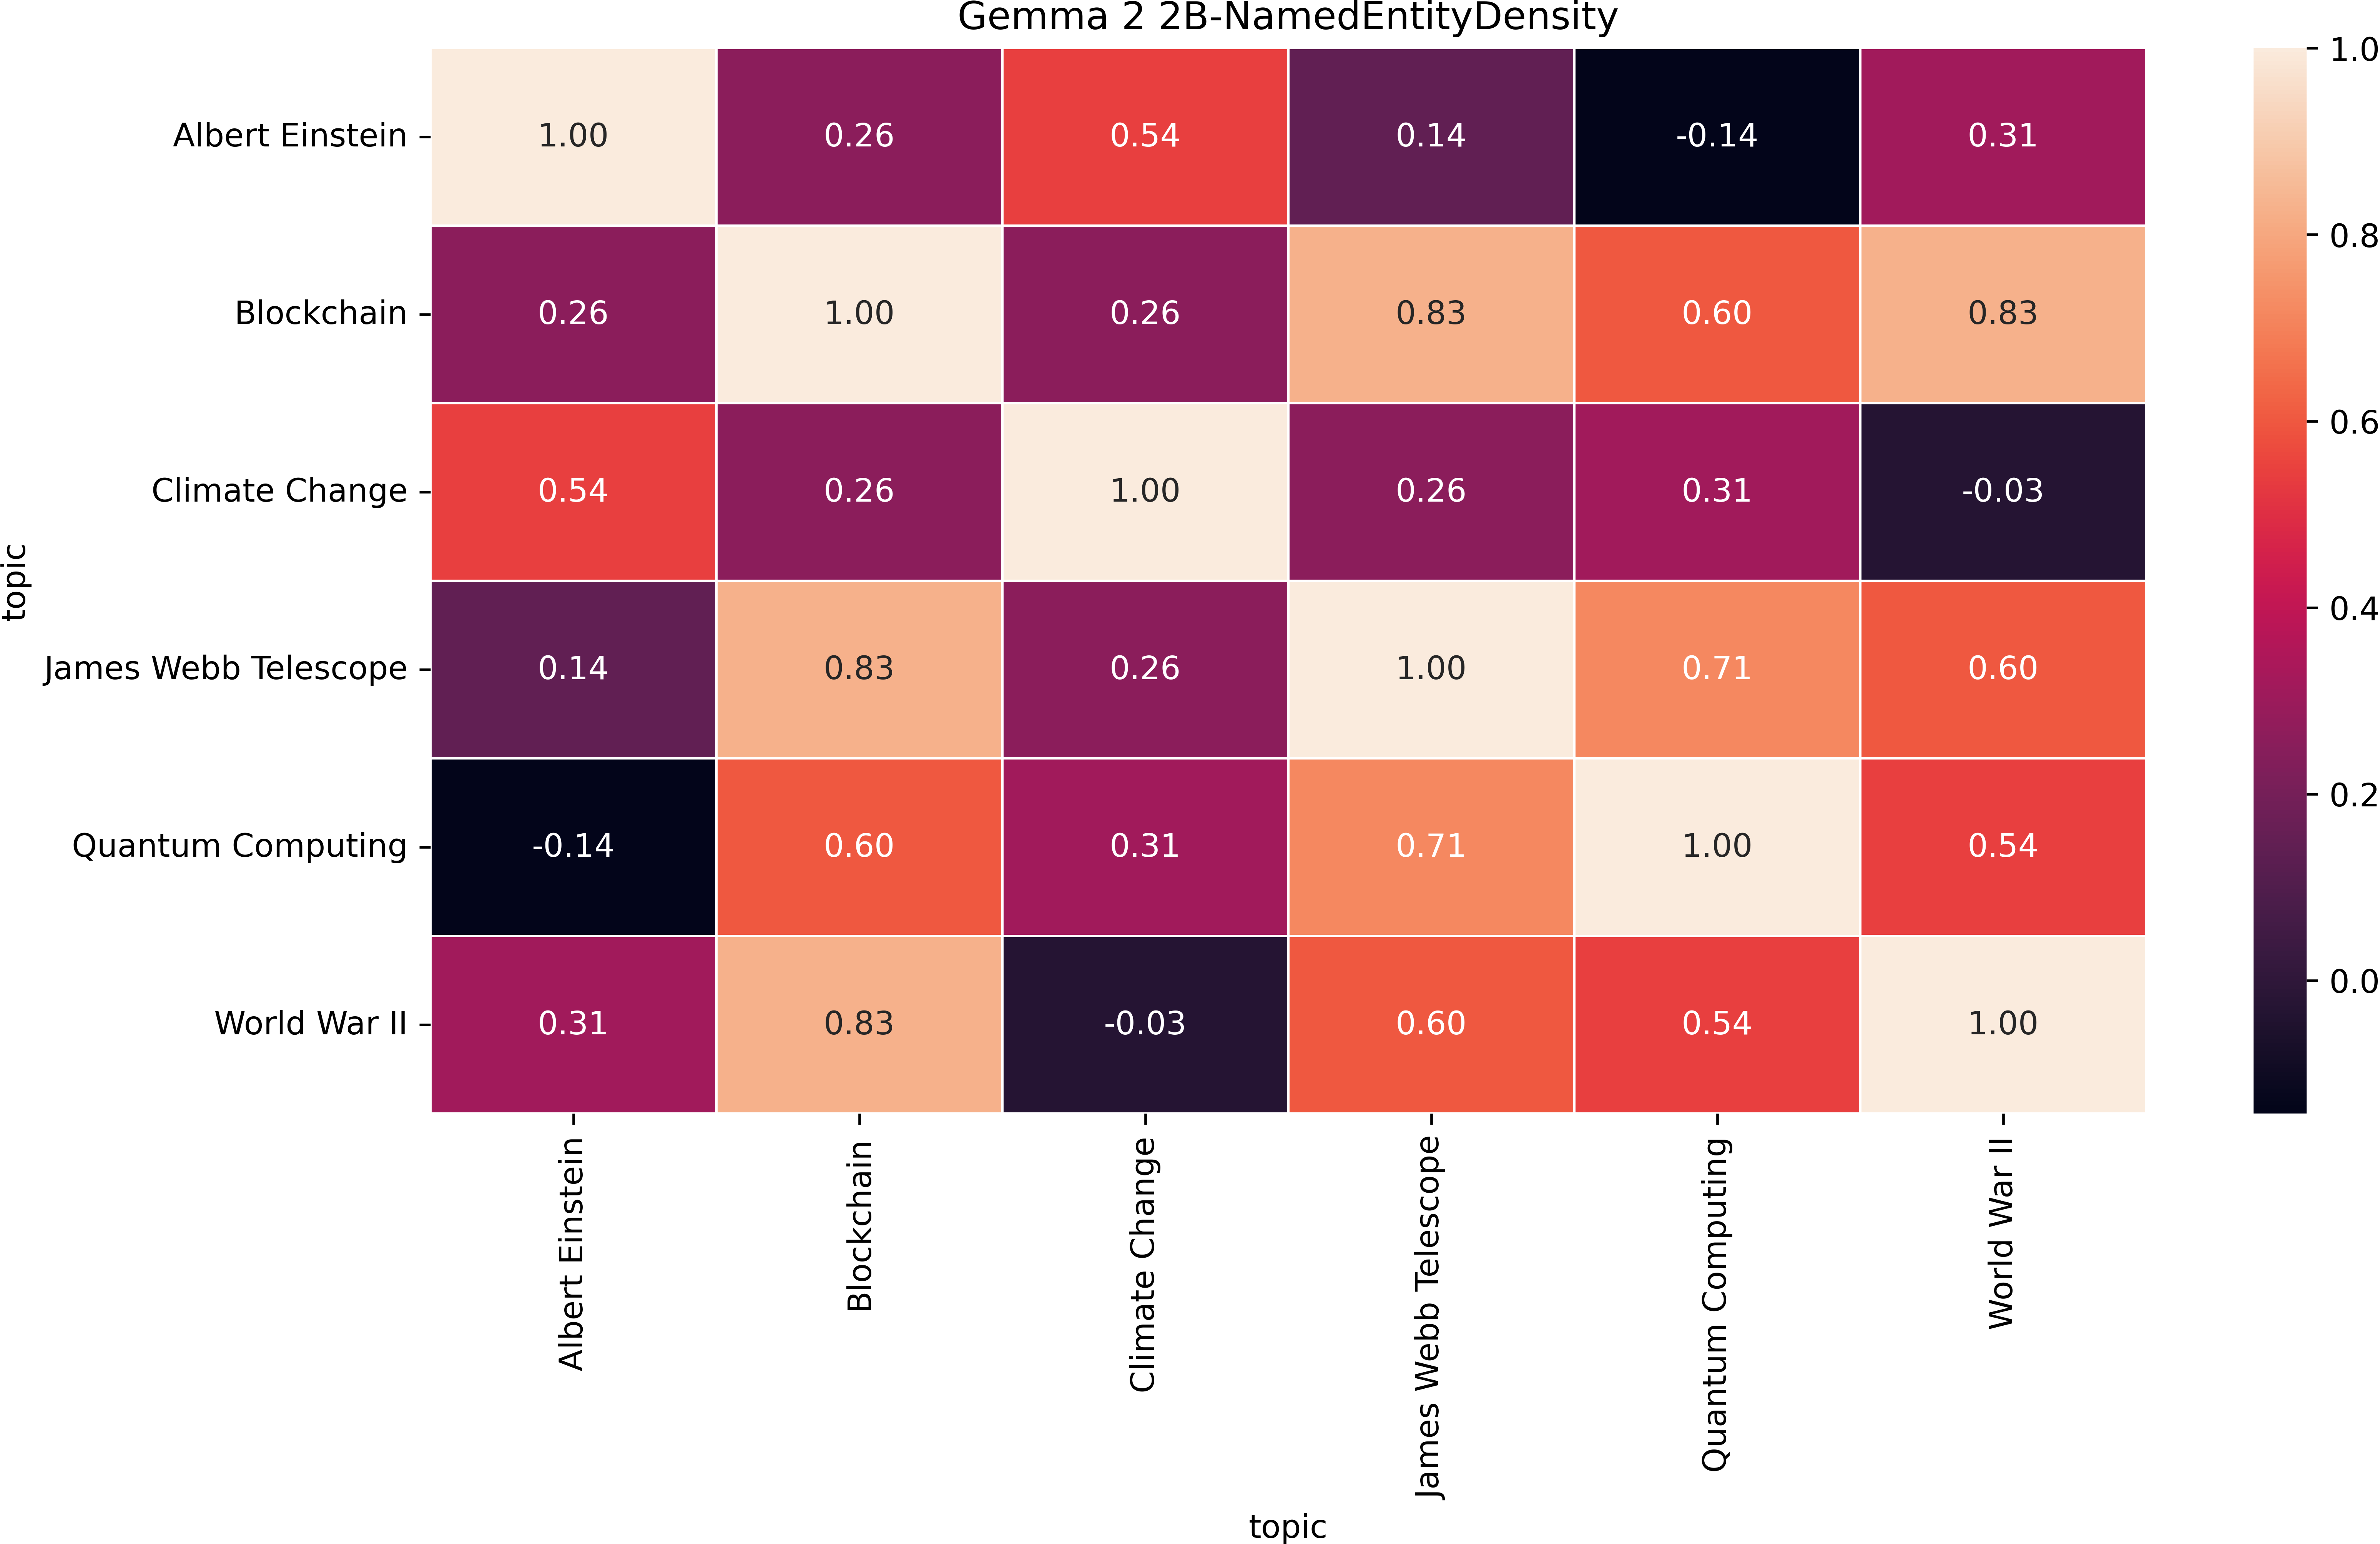 Gemma 2 2B-NamedEntityDensity
topic
Albert Einstein 1.00 0.26 0.54 0.14 -0.14 0.31
Blockchain 0.26 1.00 0.26 0.83 0.60 0.83
Climate Change 0.54 0.26 1.00 0.26 0.31 -0.03
James Webb Telescope 0.14 0.83 0.26 1.00 0.71 0.60
Quantum Computing -0.14 0.60 0.31 0.71 1.00 0.54
World War II 0.31 0.83 -0.03 0.60 0.54 1.00
Albert Einstein
Blockchain
Climate Change
James Webb Telescope
Quantum Computing
World War II
topic
1.0
0.8
0.6
0.4
0.2
0.0